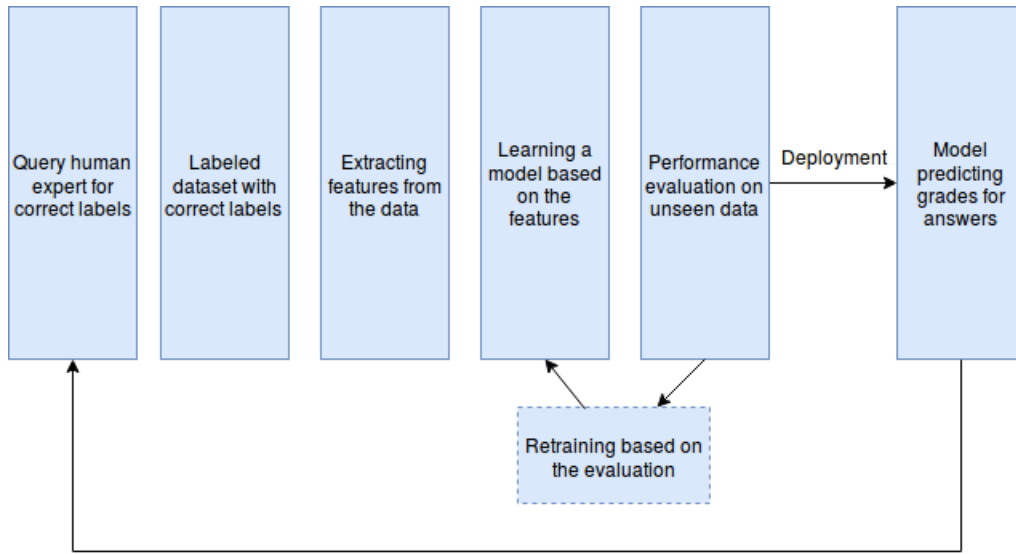 Query human
expert for
correct labels
Labeled
dataset with
correct labels
Extracting
features from
the data
Learning a
model based
on the
features
Performance
evaluation on
unseen data
Deployment
Model
predicting
grades for
answers
Retraining based on
the evaluation